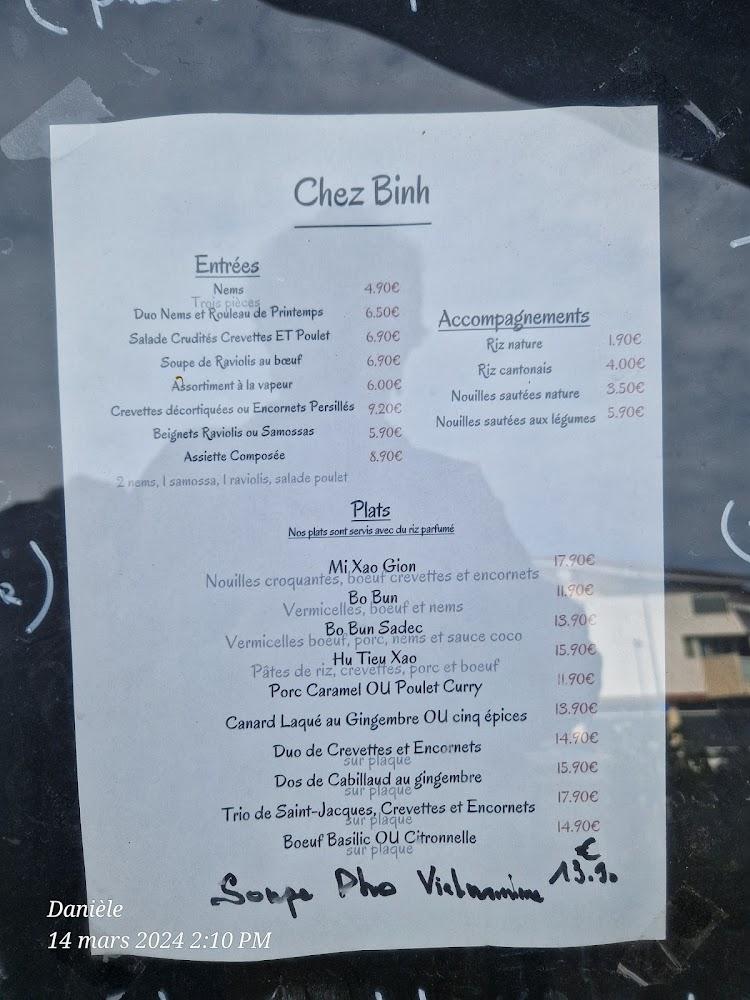 Chez Binh
Entrées
Nems 4.90€
Trois pièces
Duo Nems et Rouleau de Printemps 6.50€
Salade Crudités Crevettes ET Poulet 6.90€
Soupe de Raviolis au bœuf 6.90€
Assortiment à la vapeur 6.00€
Crevettes décortiquées ou Encornets Persillés 9.20€
Beignets Raviolis ou Samossas 5.90€
Assiette Composée 8.90€
2 nems, 1 samossa, 1 raviolis, salade poulet
Accompagnements
Riz nature 1.90€
Riz cantonais 4.00€
Nouilles sautées nature 3.50€
Nouilles sautées aux légumes 5.90€
Plats
Nos plats sont servis avec du riz parfumé
Mi Xao Gion 17.90€
Nouilles croquantes, boeuf crevettes et encornets
Bo Bun 11.90€
Vermicelles, boeuf et nems
Bo Bun Sadec 13.90€
Vermicelles boeuf, porc, nems et sauce coco
Hu Tieu Xao 15.90€
Pâtes de riz, crevettes, porc et boeuf
Porc Caramel OU Poulet Curry 11.90€
Canard Laqué au Gingembre OU cinq épices 13.90€
Duo de Crevettes et Encornets 14.90€
sur plaque
Dos de Cabillaud au gingembre 15.90€
sur plaque
Trio de Saint-Jacques, Crevettes et Encornets 17.90€
sur plaque
Boeuf Basilic OU Citronnelle 14.90€
sur plaque
Soupe Pho Vietnamime 13.90 €
Danièle
14 mars 2024 2:10 PM